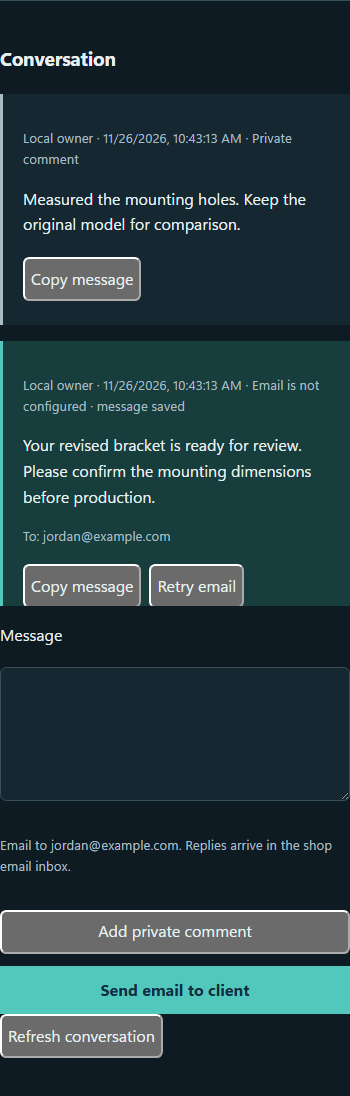 Conversation
Local owner · 11/26/2026, 10:43:13 AM · Private
comment
Measured the mounting holes. Keep the
original model for comparison.
Copy message
Local owner · 11/26/2026, 10:43:13 AM · Email is not
configured · message saved
Your revised bracket is ready for review.
Please confirm the mounting dimensions
before production.
To: jordan@example.com
Copy message Retry email
Message
Email to jordan@example.com. Replies arrive in the shop
email inbox.
Add private comment
Send email to client
Refresh conversation